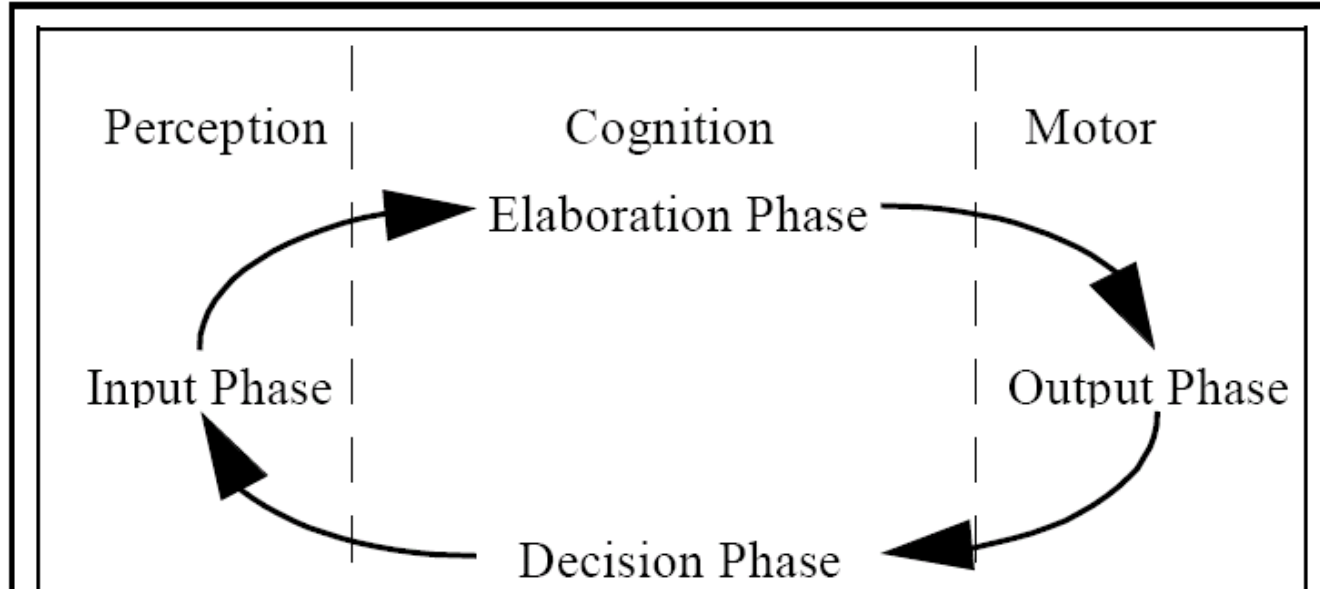 Perception Cognition Motor
Elaboration Phase
Input Phase Output Phase
Decision Phase